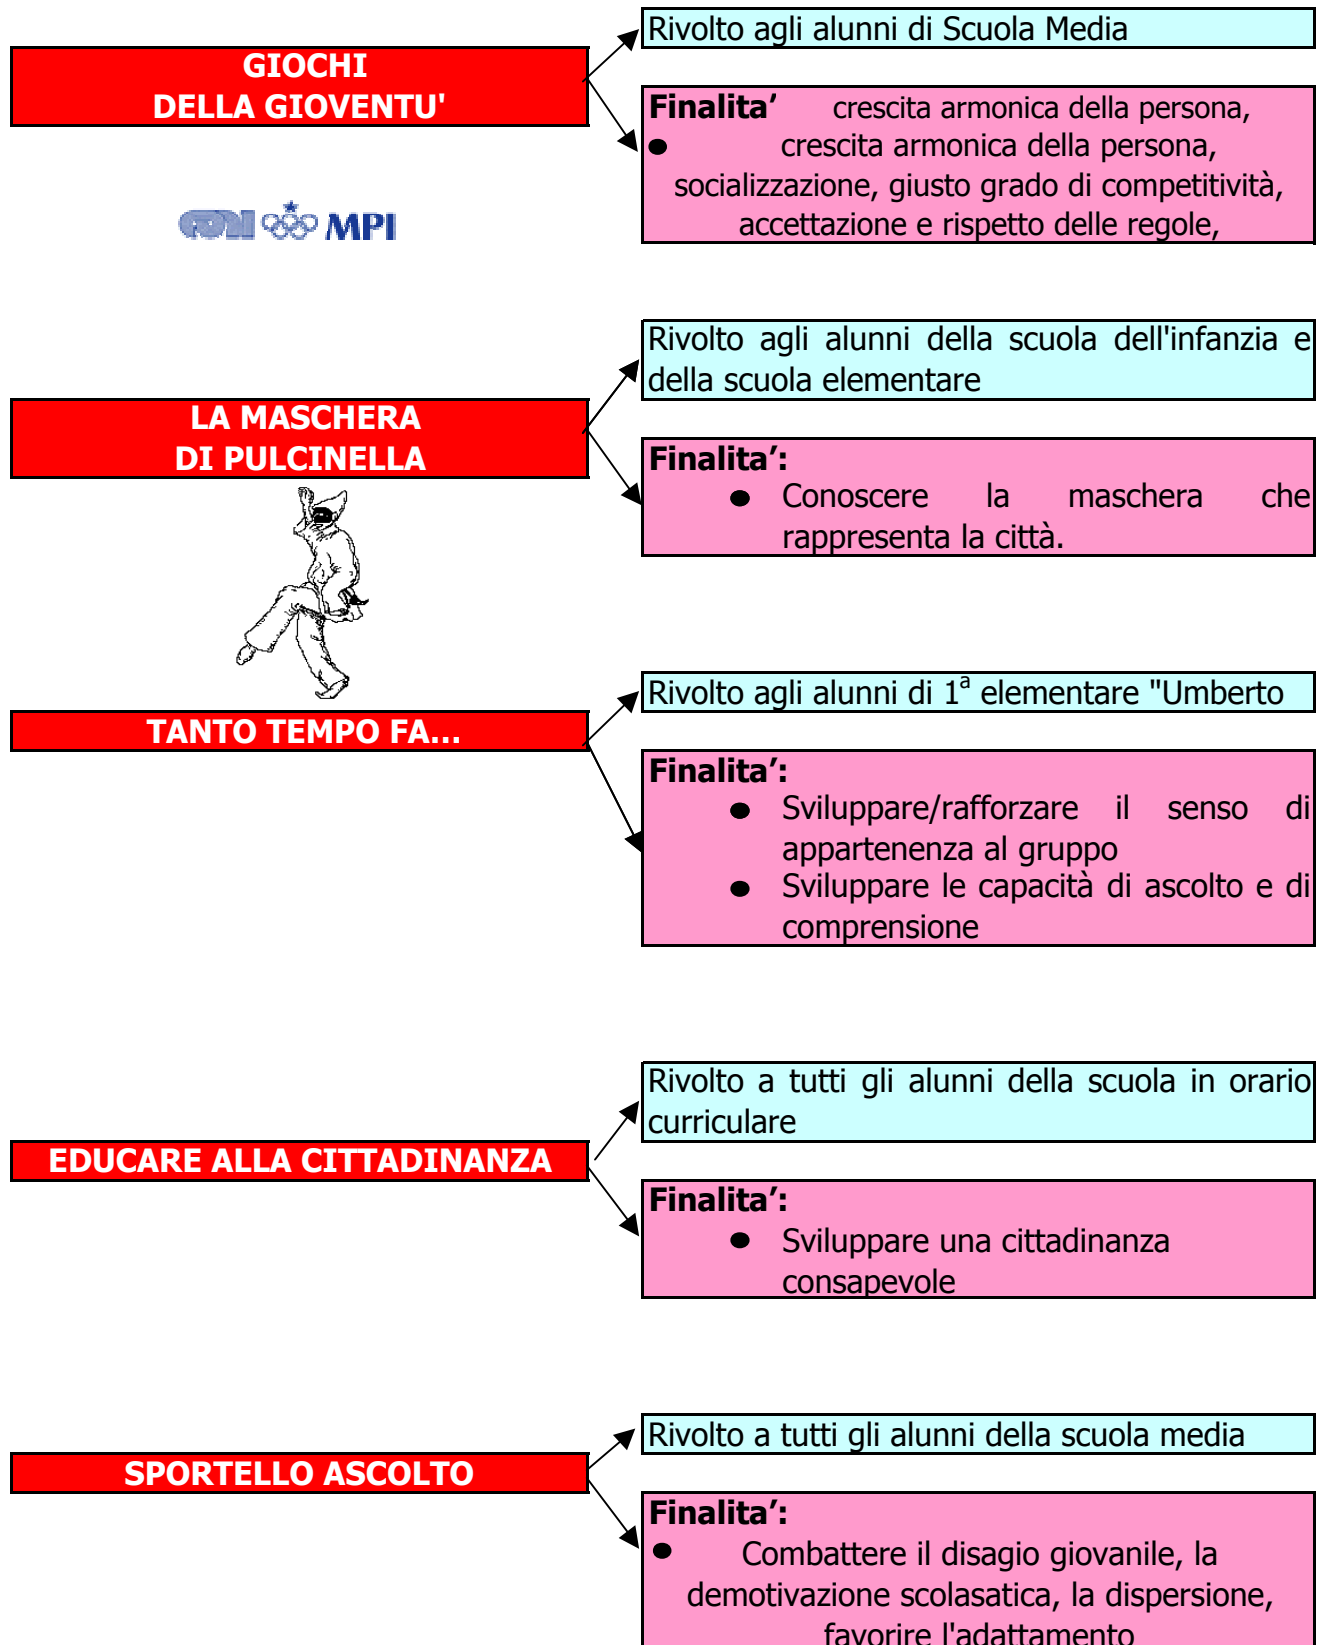 Rivolto agli alunni di Scuola Media
GIOCHI
DELLA GIOVENTU'
Finalita’ crescita armonica della persona,
● crescita armonica della persona,
socializzazione, giusto grado di competitività,
accettazione e rispetto delle regole,
MPI
Rivolto agli alunni della scuola dell'infanzia e
della scuola elementare
LA MASCHERA
DI PULCINELLA
Finalita’:
● Conoscere la maschera che
rappresenta la città.
Rivolto agli alunni di 1ª elementare "Umberto
TANTO TEMPO FA...
Finalita’:
● Sviluppare/rafforzare il senso di
appartenenza al gruppo
● Sviluppare le capacità di ascolto e di
comprensione
Rivolto a tutti gli alunni della scuola in orario
curriculare
EDUCARE ALLA CITTADINANZA
Finalita’:
● Sviluppare una cittadinanza
consapevole
Rivolto a tutti gli alunni della scuola media
SPORTELLO ASCOLTO
Finalita’:
● Combattere il disagio giovanile, la
demotivazione scolasatica, la dispersione,
favorire l'adattamento